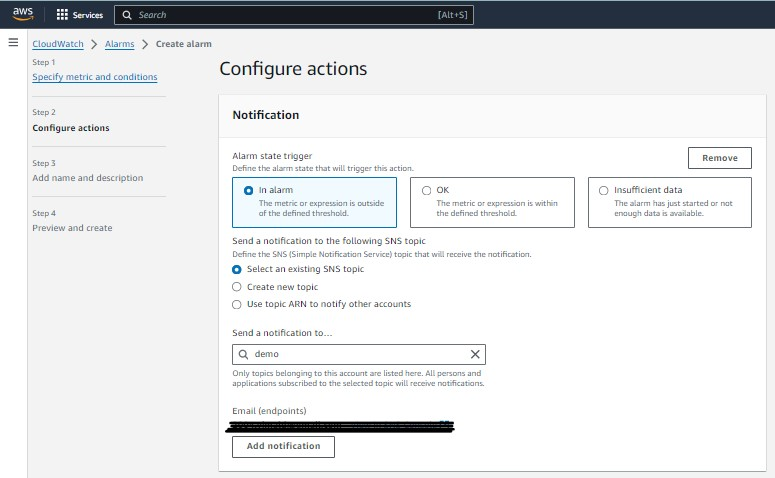 aws
Services
Search
[Alt+S]
CloudWatch
Alarms
Create alarm
Step 1
Specify metric and conditions
Step 2
Configure actions
Step 3
Add name and description
Step 4
Preview and create
Configure actions
Notification
Alarm state trigger
Define the alarm state that will trigger this action.
Remove
In alarm
The metric or expression is outside
of the defined threshold.
OK
The metric or expression is within
the defined threshold.
Insufficient data
The alarm has just started or not
enough data is available.
Send a notification to the following SNS topic
Define the SNS (Simple Notification Service) topic that will receive the notification.
Select an existing SNS topic
Create new topic
Use topic ARN to notify other accounts
Send a notification to…
demo
Only topics belonging to this account are listed here. All persons and
applications subscribed to the selected topic will receive notifications.
Email (endpoints)
Add notification